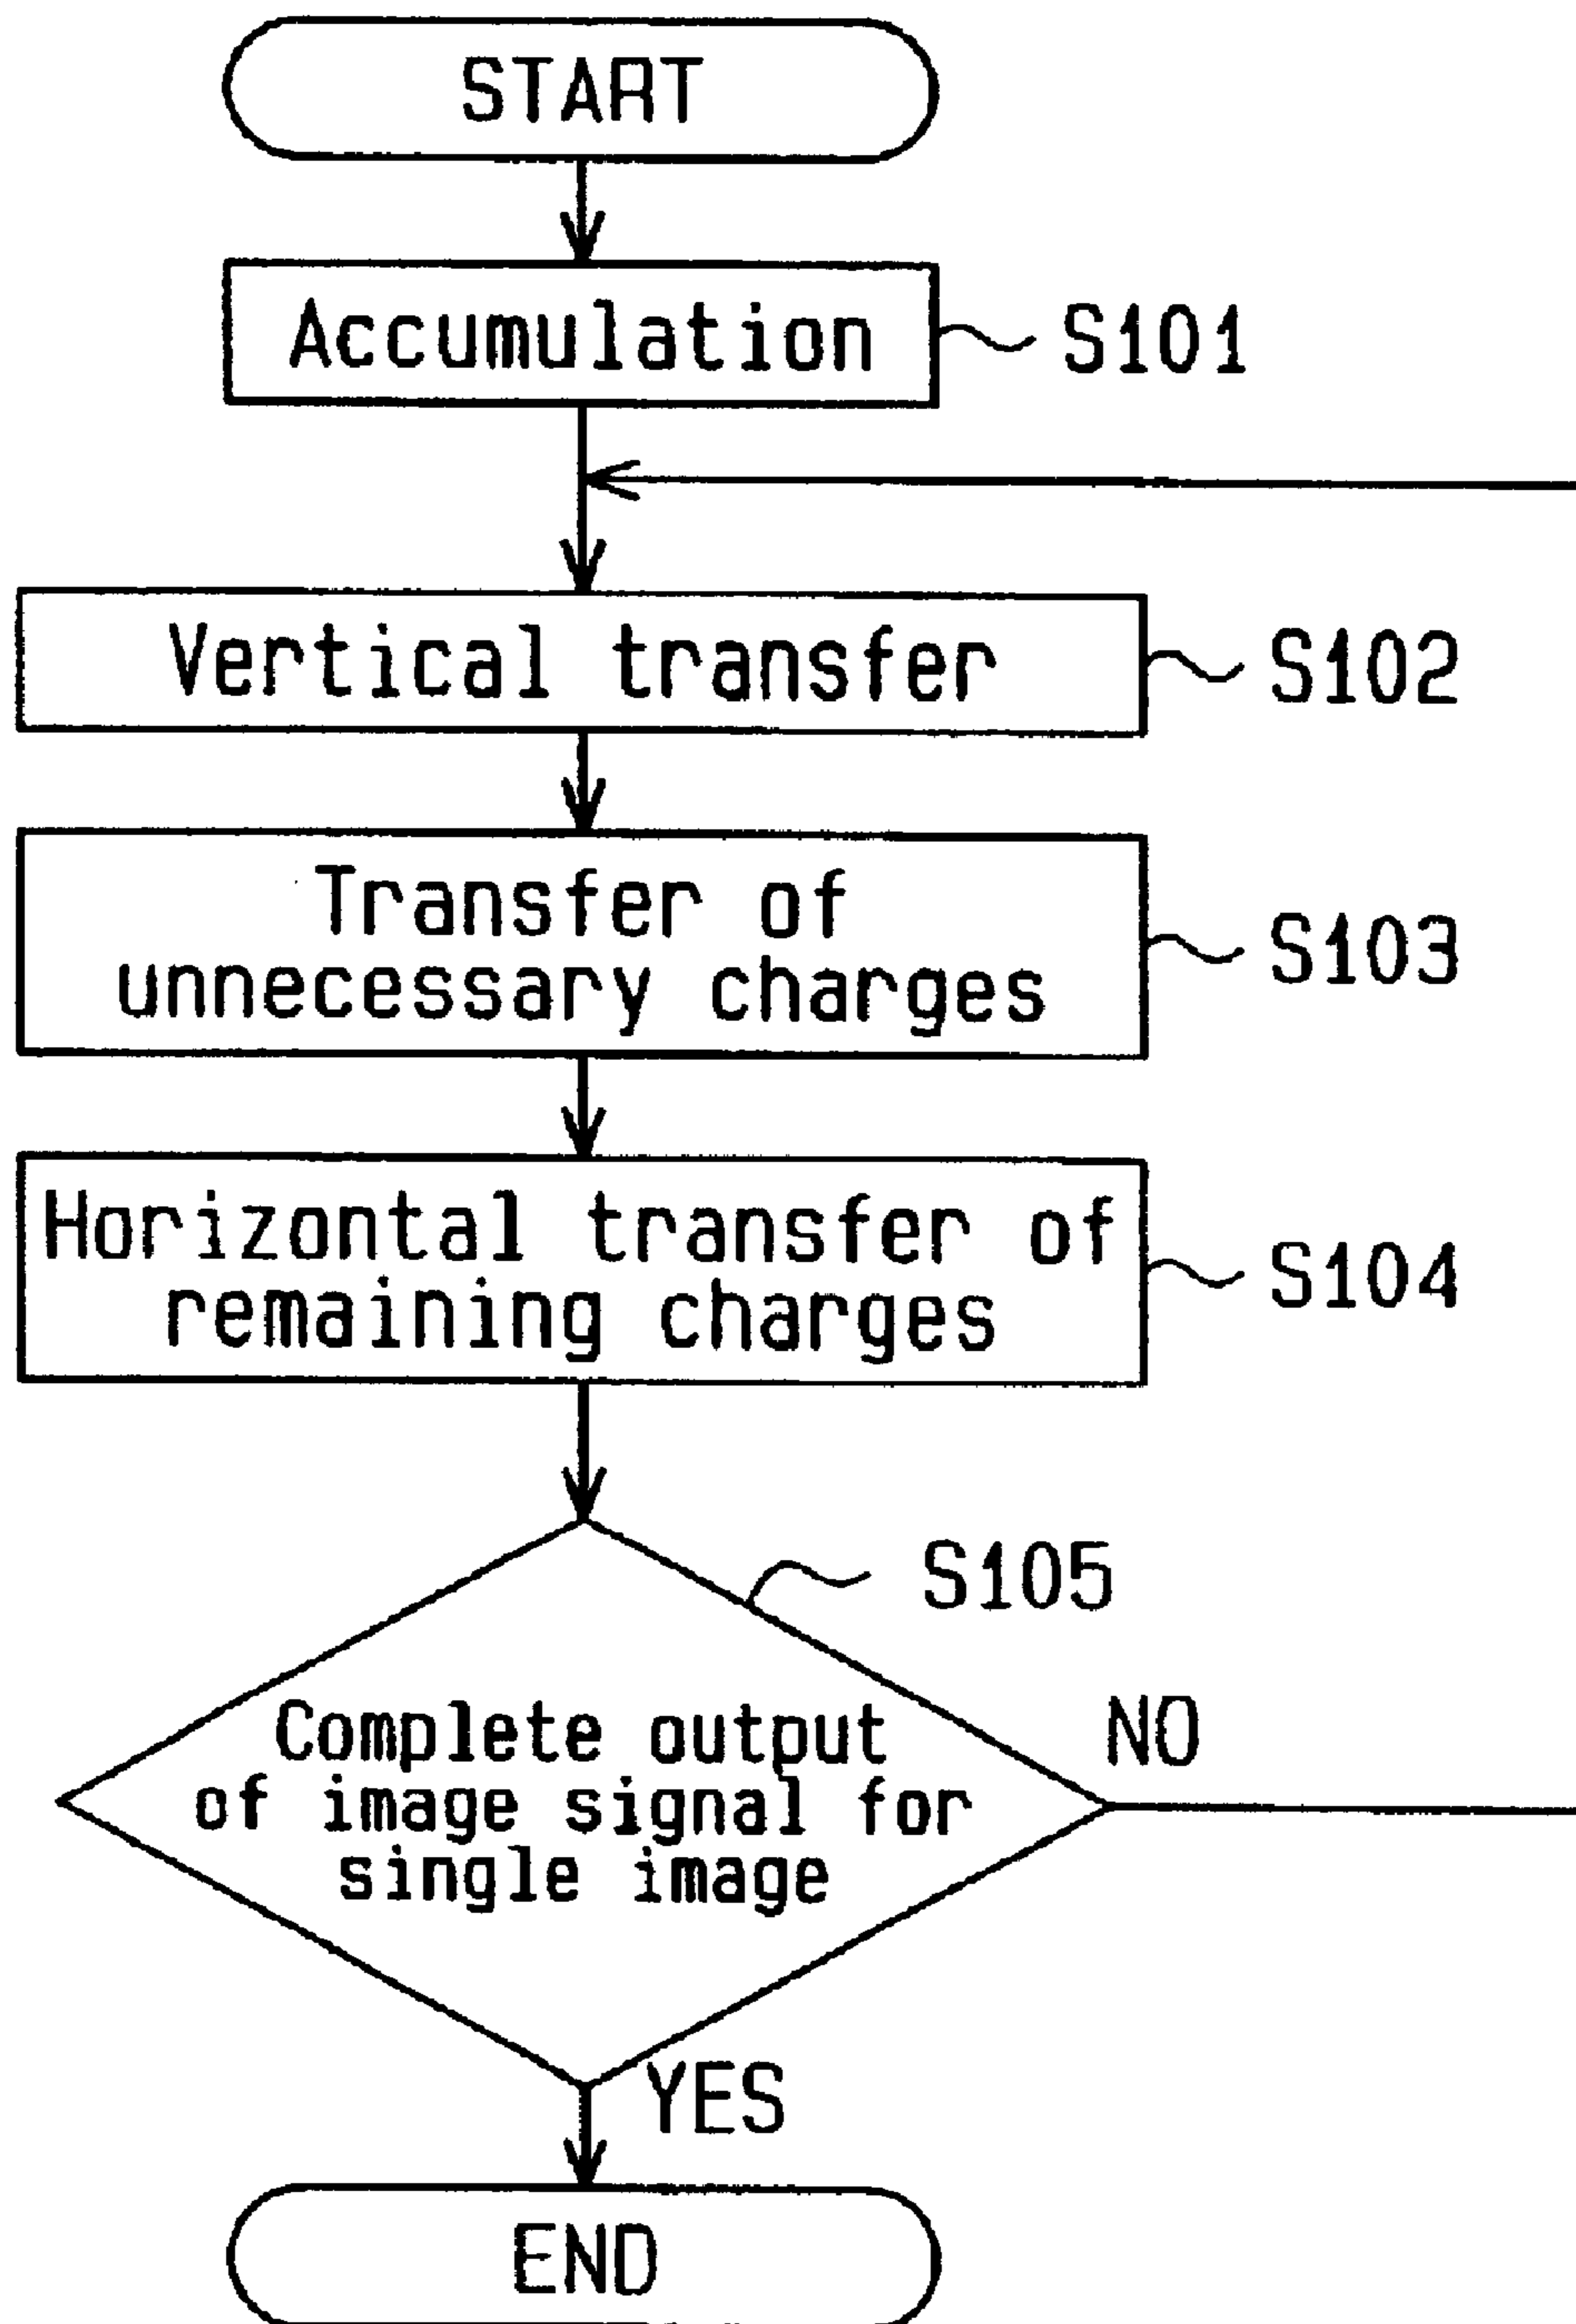 START
Accumulation
S101
Vertical transfer
S102
Transfer of
unnecessary charges
S103
Horizontal transfer of
remaining charges
S104
S105
Complete output
of image signal for
single image
NO
YES
END